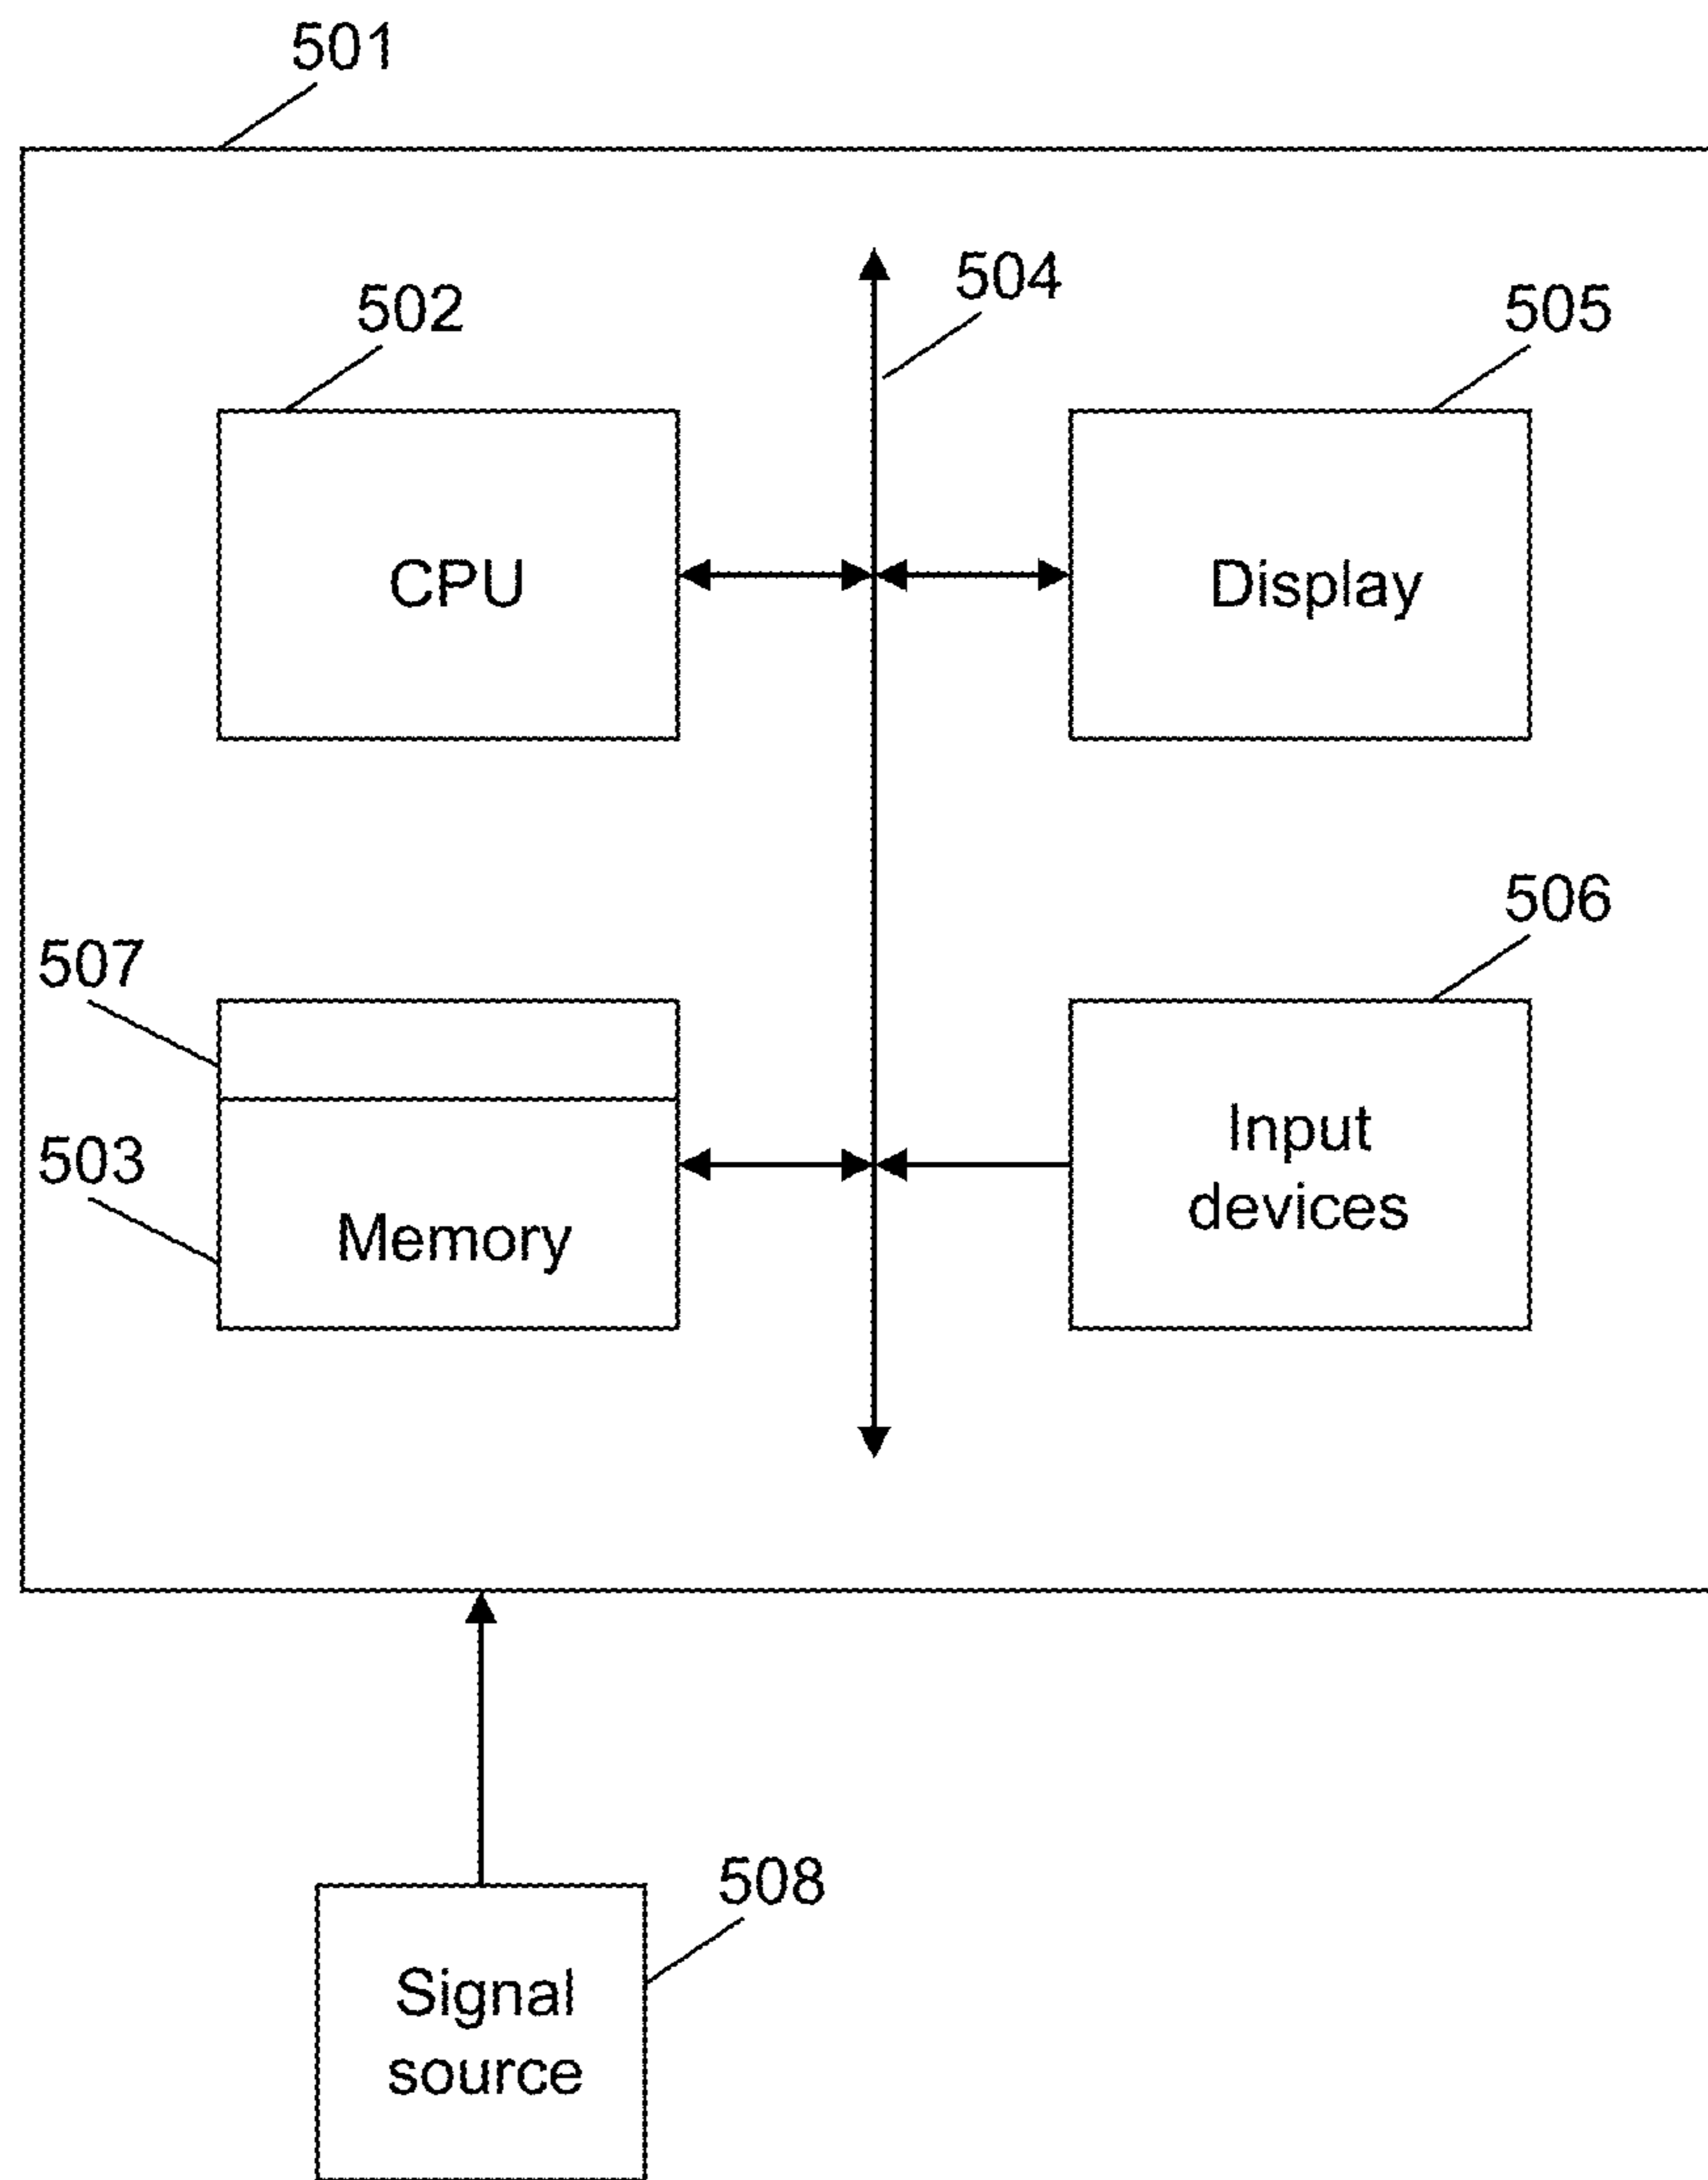 501
504
502
505
CPU
Display
506
507
Input
devices
503
Memory
508
Signal
source